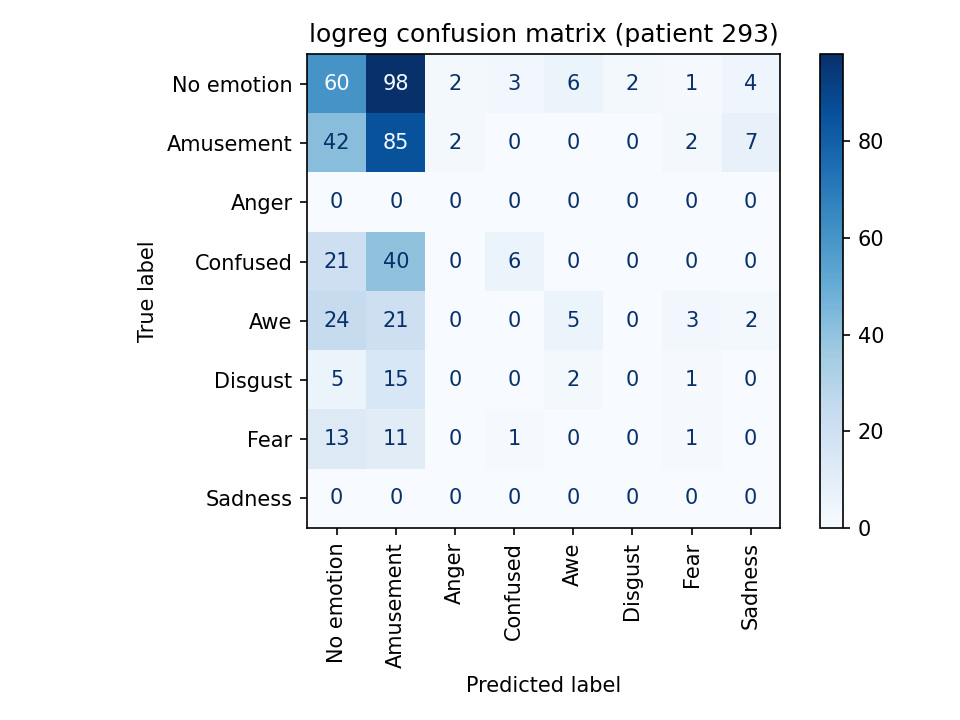 logreg confusion matrix (patient 293)
No emotion 60 98 2 3 6 2 1 4
Amusement 42 85 2 0 0 0 2 7
Anger 0 0 0 0 0 0 0 0
Confused 21 40 0 6 0 0 0 0
Awe 24 21 0 0 5 0 3 2
Disgust 5 15 0 0 2 0 1 0
Fear 13 11 0 1 0 0 1 0
Sadness 0 0 0 0 0 0 0 0
True label
No emotion
Amusement
Anger
Confused
Awe
Disgust
Fear
Sadness
Predicted label
80
60
40
20
0